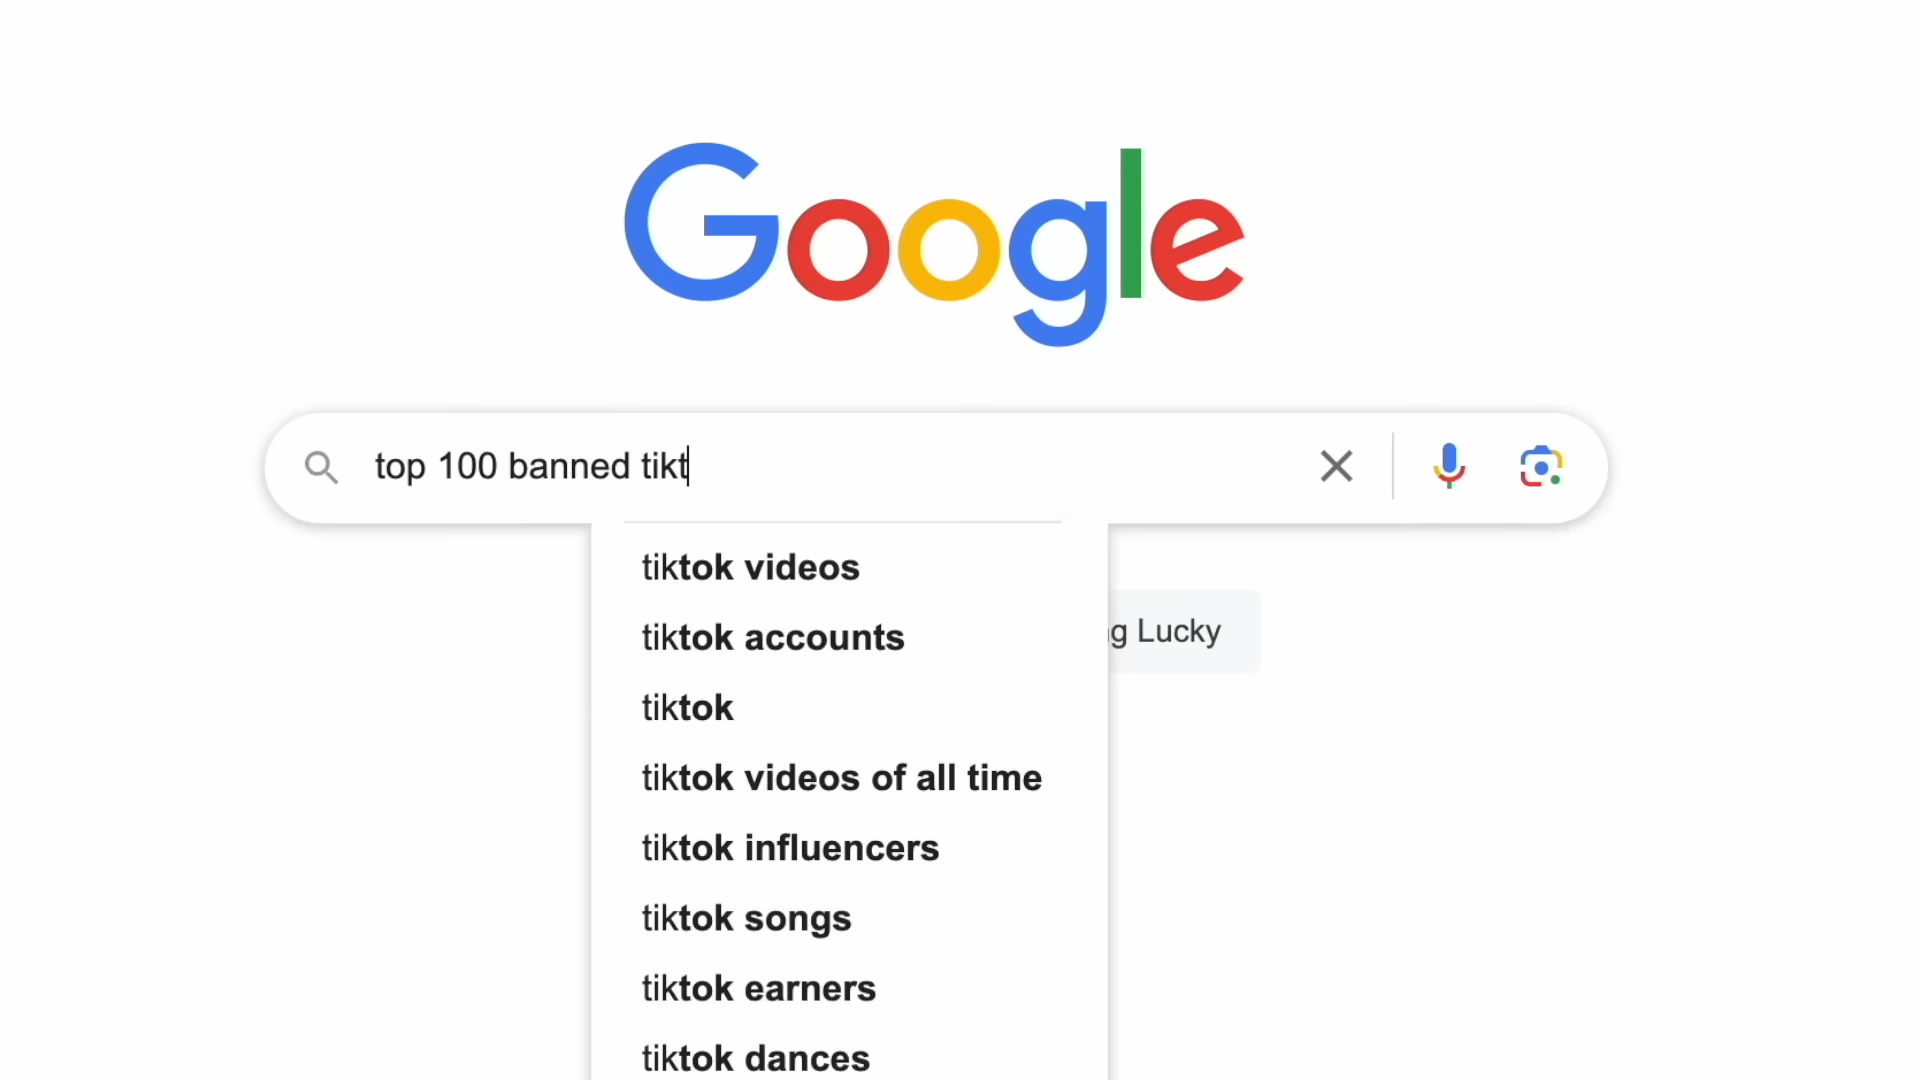 Google
top 100 banned tikt
tiktok videos
g Lucky
tiktok accounts
tiktok
tiktok videos of all time
tiktok influencers
tiktok songs
tiktok earners
tiktok dances